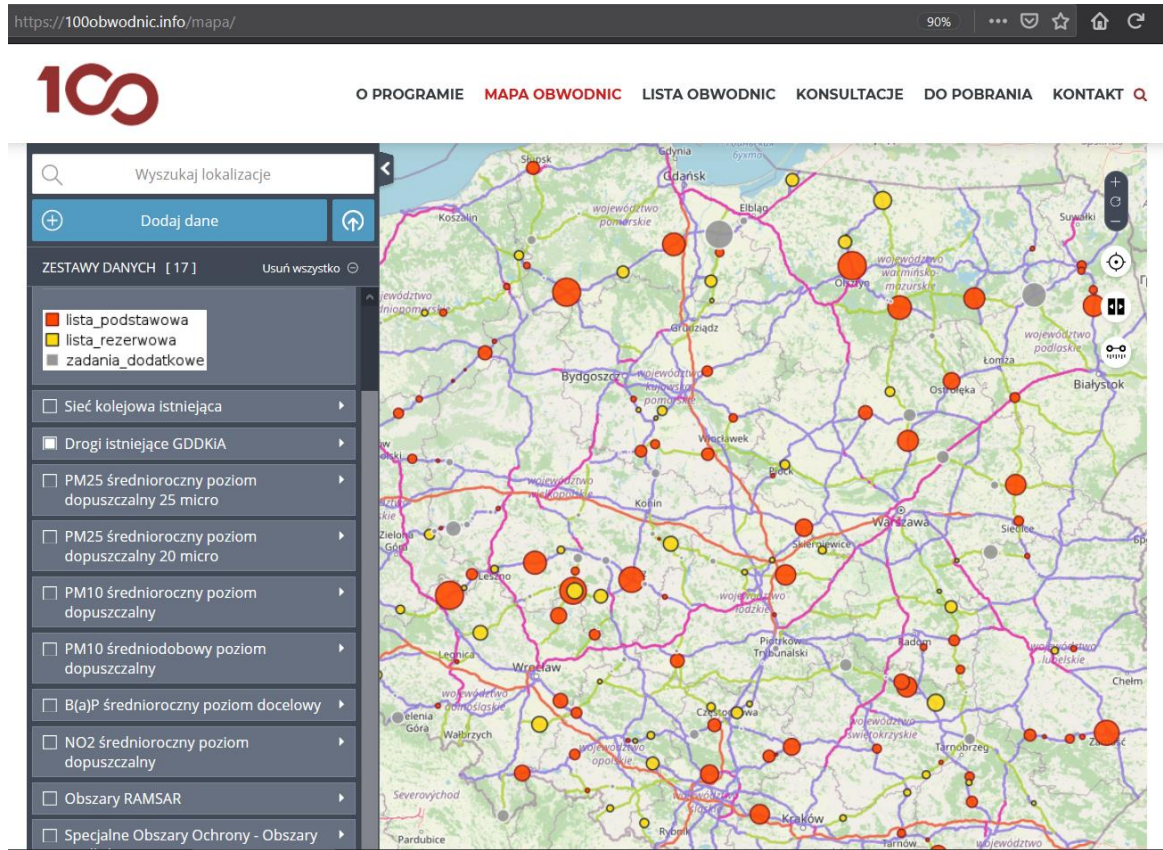 https://100obwodnic.info/mapa/
90%
100
O PROGRAMIE
MAPA OBWODNIC
LISTA OBWODNIC
KONSULTACJE
DO POBRANIA
KONTAKT
Wyszukaj lokalizacje
Dodaj dane
ZESTAWY DANYCH [ 17 ]
Usuń wszystko
lista_podstawowa
lista_rezerwowa
zadania_dodatkowe
Sieć kolejowa istniejąca
Drogi istniejące GDDKiA
PM25 średnioroczny poziom
dopuszczalny 25 micro
PM25 średnioroczny poziom
dopuszczalny 20 micro
PM10 średnioroczny poziom
dopuszczalny
PM10 średniodobowy poziom
dopuszczalny
B(a)P średnioroczny poziom docelowy
NO2 średnioroczny poziom
dopuszczalny
Obszary RAMSAR
Specjalne Obszary Ochrony - Obszary
Słupsk
Gdynia
Gdańsk
Koszalin
województwo
pomorskie
Elbląg
Suwałki
województwo
warmińsko-
mazurskie
Olsztyn
Grudziądz
województwo
podlaskie
Łomża
Białystok
Bydgoszcz
województwo
kujawsko-
pomorskie
Ostrołęka
Włocławek
Płock
województwo
wielkopolskie
Konin
Warszawa
Siedlce
Zielona
Góra
Skierniewice
Leszno
województwo
łódzkie
Piotrków
Trybunalski
Radom
województwo
lubelskie
Chełm
Legnica
Wrocław
województwo
dolnośląskie
Jelenia
Góra
Wałbrzych
Częstochowa
województwo
świętokrzyskie
Tarnobrzeg
Zamość
województwo
opolskie
Severovýchod
województwo
śląskie
Kraków
Rybnik
Tarnów
województwo
Pardubice